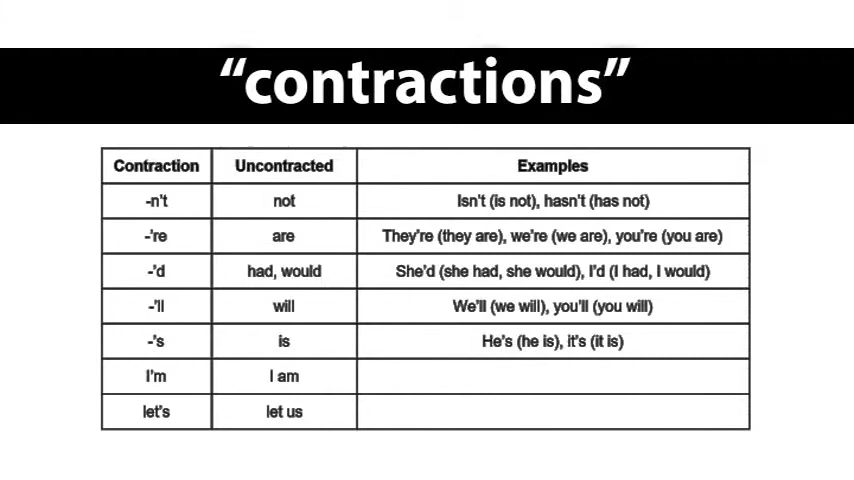 “contractions”
Contraction Uncontracted Examples
-n’t not Isn’t (is not), hasn’t (has not)
-’re are They’re (they are), we’re (we are), you’re (you are)
-’d had, would She’d (she had, she would), I’d (I had, I would)
-’ll will We’ll (we will), you’ll (you will)
-’s is He’s (he is), it’s (it is)
I’m I am
let’s let us